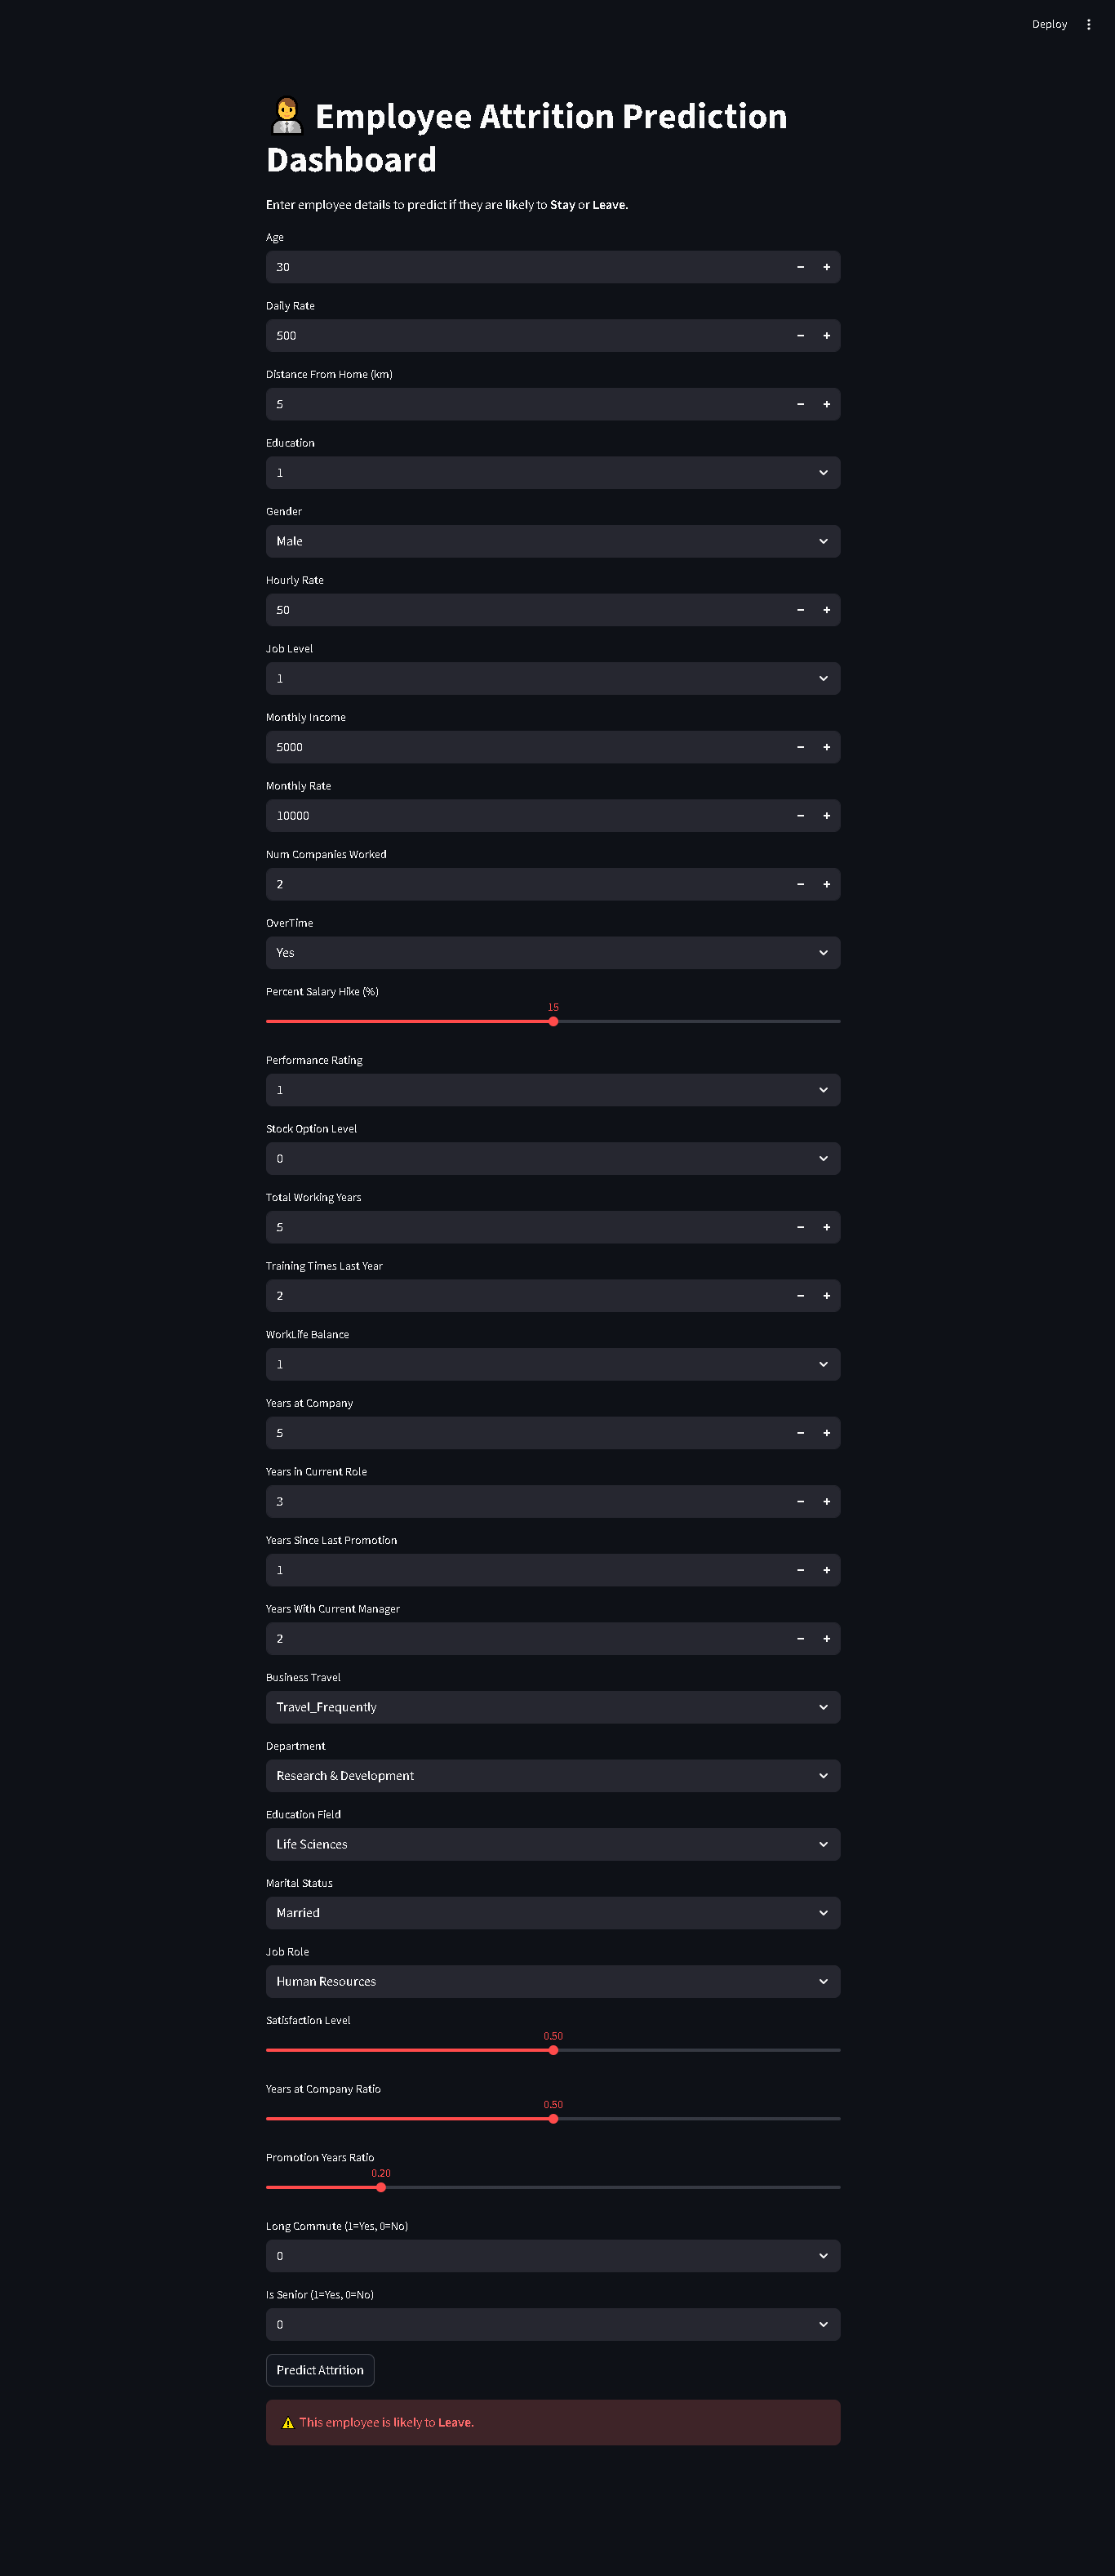 Deploy
Employee Attrition Prediction
Dashboard
Enter employee details to predict if they are likely to Stay or Leave.
Age
30
Daily Rate
500
Distance From Home (km)
5
Education
1
Gender
Male
Hourly Rate
50
Job Level
1
Monthly Income
5000
Monthly Rate
10000
Num Companies Worked
2
OverTime
Yes
Percent Salary Hike (%)
15
Performance Rating
1
Stock Option Level
0
Total Working Years
5
Training Times Last Year
2
WorkLife Balance
1
Years at Company
5
Years in Current Role
3
Years Since Last Promotion
1
Years With Current Manager
2
Business Travel
Travel_Frequently
Department
Research & Development
Education Field
Life Sciences
Marital Status
Married
Job Role
Human Resources
Satisfaction Level
0.50
Years at Company Ratio
0.50
Promotion Years Ratio
0.20
Long Commute (1=Yes, 0=No)
0
Is Senior (1=Yes, 0=No)
0
Predict Attrition
This employee is likely to Leave.